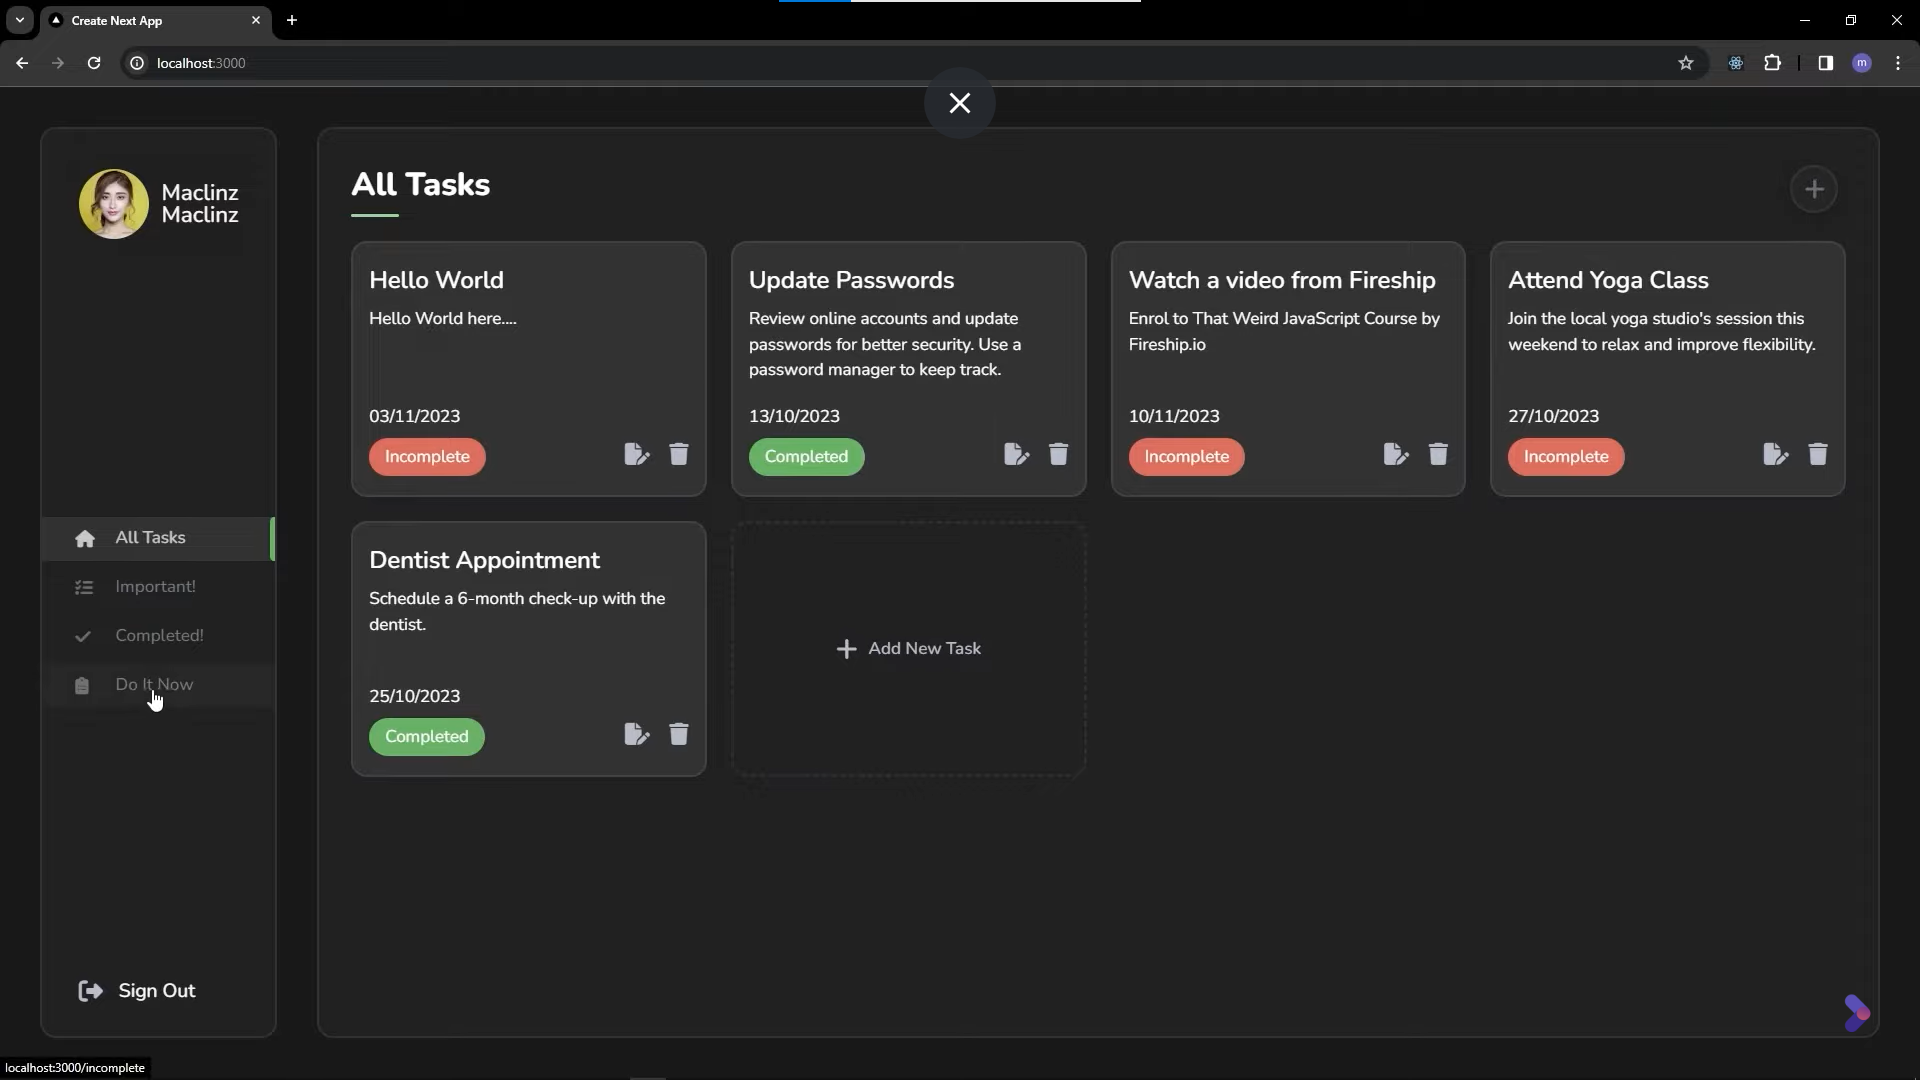 Create Next App
localhost:3000
m
Maclinz
Maclinz
All Tasks
Important!
Completed!
Do It Now
Sign Out
All Tasks
Hello World
Hello World here....
03/11/2023
Incomplete
Update Passwords
Review online accounts and update
passwords for better security. Use a
password manager to keep track.
13/10/2023
Completed
Watch a video from Fireship
Enrol to That Weird JavaScript Course by
Fireship.io
10/11/2023
Incomplete
Attend Yoga Class
Join the local yoga studio's session this
weekend to relax and improve flexibility.
27/10/2023
Incomplete
Dentist Appointment
Schedule a 6-month check-up with the
dentist.
25/10/2023
Completed
Add New Task
localhost:3000/incomplete